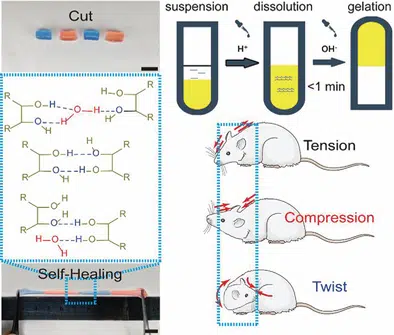 Cut
suspension
dissolution
gelation
H⁺
OH⁻
<1 min
R
O
H
O
H
H
O
H
H
O
O
R
R
R
R
O
H
O
R
R
O
H
O
H
R
R
O
H
O
H
H
O
R
R
O
H
H
O
H
O
R
Self-Healing
Tension
Compression
Twist